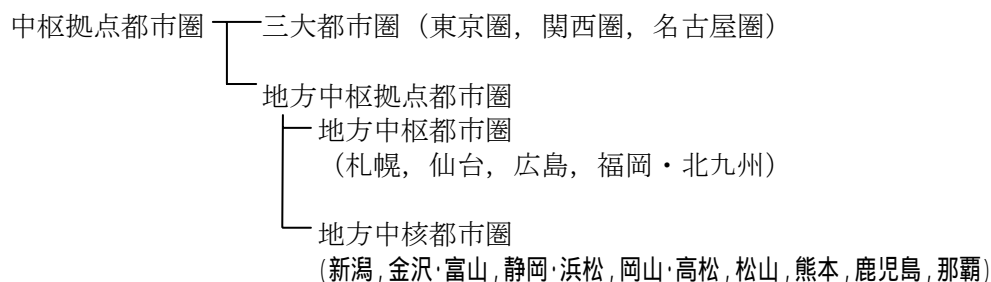 中枢拠点都市圏 三大都市圏（東京圏，関西圏，名古屋圏）
地方中枢拠点都市圏
地方中枢都市圏
（札幌，仙台，広島，福岡・北九州）
地方中核都市圏
(新潟,金沢･富山,静岡･浜松,岡山･高松,松山,熊本,鹿児島,那覇)